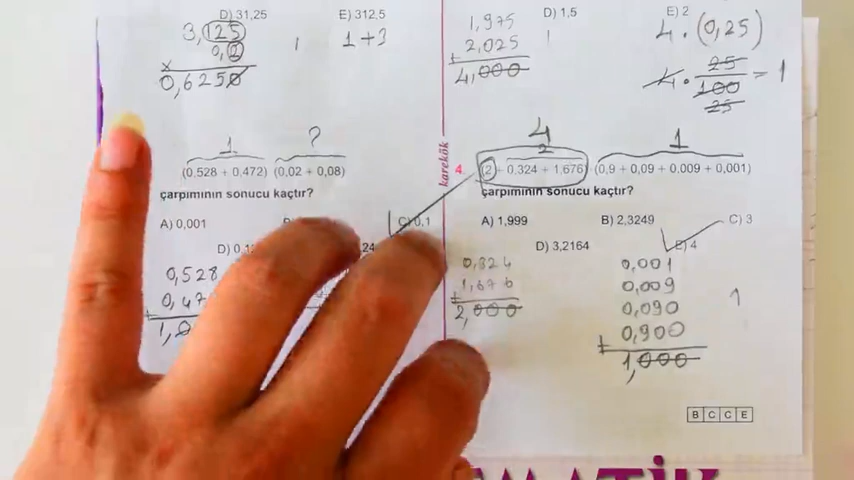 D) 31,25
E) 312,5
3,125
0,2
×
0,6250
1+3
1
?
(0.528 + 0,472) (0,02 + 0,08)
çarpımının sonucu kaçtır?
A) 0,001
C) 0,1
0,528
1,0
karekök
1,975
2,025
+
4,000
D) 1,5
E) 2
4.(0,25)
4. 25/100 = 1
25
4
2
1
4. (2 + 0,324 + 1,676) (0,9 + 0,09 + 0,009 + 0,001)
çarpımının sonucu kaçtır?
A) 1,999
B) 2,3249
C) 3
D) 3,2164
E) 4
0,324
1,676
+
2,000
0,001
0,009
0,090
0,900
+
1,000
1
B C C E